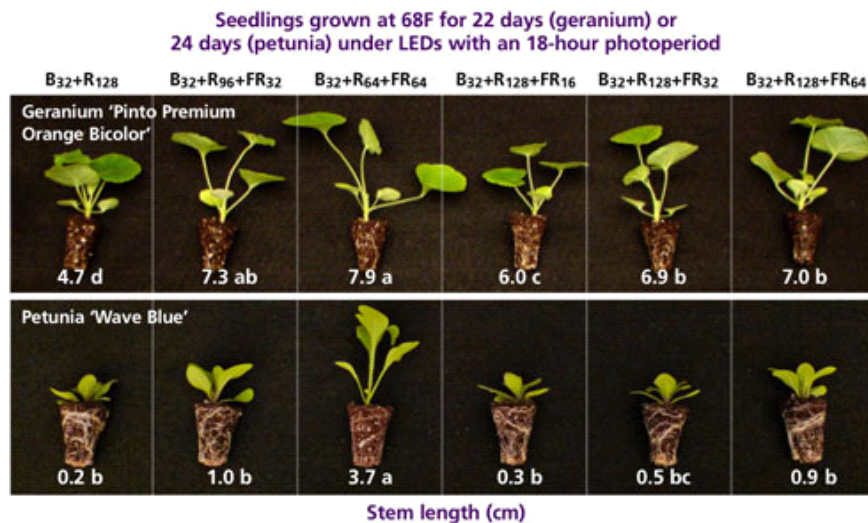 Seedlings grown at 68F for 22 days (geranium) or
24 days (petunia) under LEDs with an 18-hour photoperiod
B32+R128 B32+R96+FR32 B32+R64+FR64 B32+R128+FR16 B32+R128+FR32 B32+R128+FR64
Geranium ‘Pinto Premium
Orange Bicolor’
4.7 d 7.3 ab 7.9 a 6.0 c 6.9 b 7.0 b
Petunia ‘Wave Blue’
0.2 b 1.0 b 3.7 a 0.3 b 0.5 bc 0.9 b
Stem length (cm)